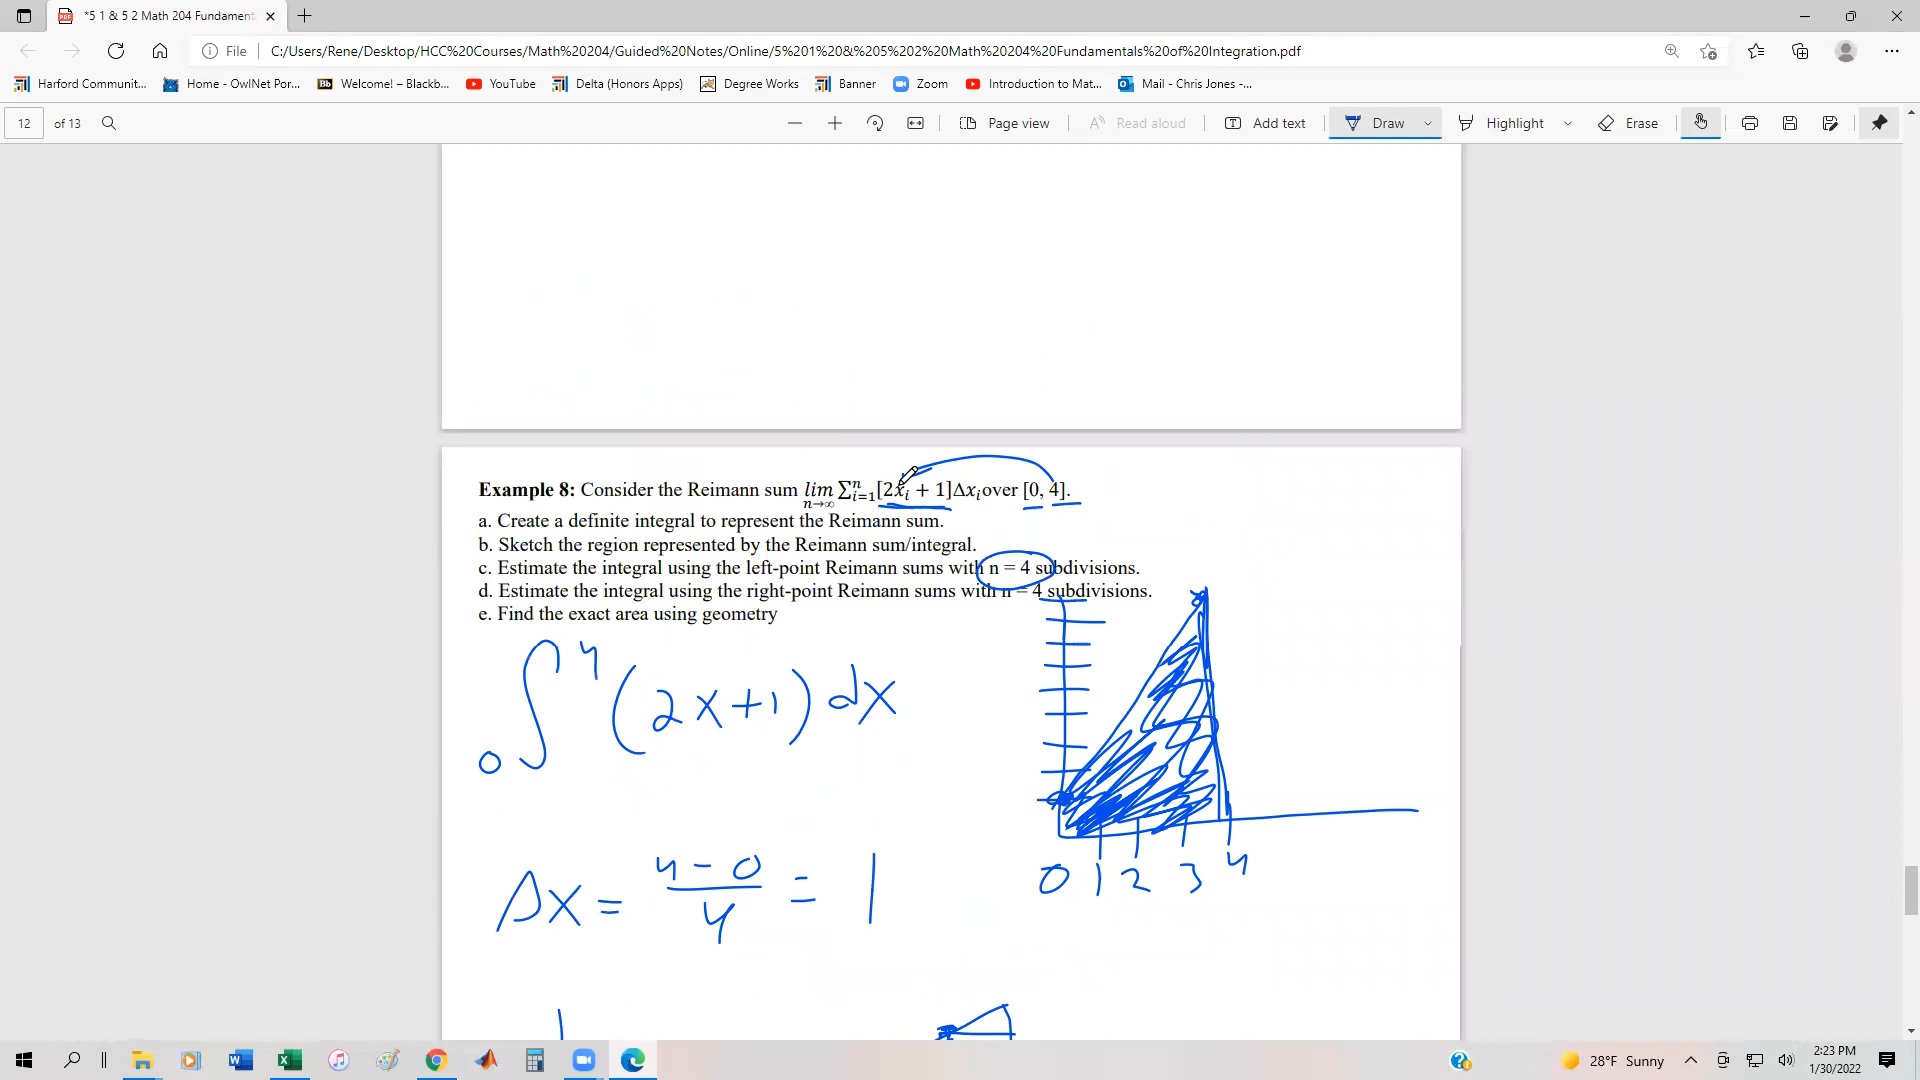 *5 1 & 5 2 Math 204 Fundament
File C:/Users/Rene/Desktop/HCC%20Courses/Math%20204/Guided%20Notes/Online/5%201%20&%205%202%20Math%20204%20Fundamentals%20of%20Integration.pdf
Harford Communit... Home - OwlNet Por... Bb Welcome! – Blackb... YouTube Delta (Honors Apps) Degree Works Banner Zoom Introduction to Mat... Mail - Chris Jones -...
12 of 13 Page view Read aloud Add text Draw Highlight Erase
Example 8: Consider the Reimann sum lim n→∞ ∑ⁿᵢ₌₁[2xᵢ + 1]Δxᵢ over [0, 4].
a. Create a definite integral to represent the Reimann sum.
b. Sketch the region represented by the Reimann sum/integral.
c. Estimate the integral using the left-point Reimann sums with n = 4 subdivisions.
d. Estimate the integral using the right-point Reimann sums with n = 4 subdivisions.
e. Find the exact area using geometry
∫₀⁴ (2x+1) dx
Δx = (4-0)/4 = 1
0 1 2 3 4
28°F Sunny
2:23 PM
1/30/2022